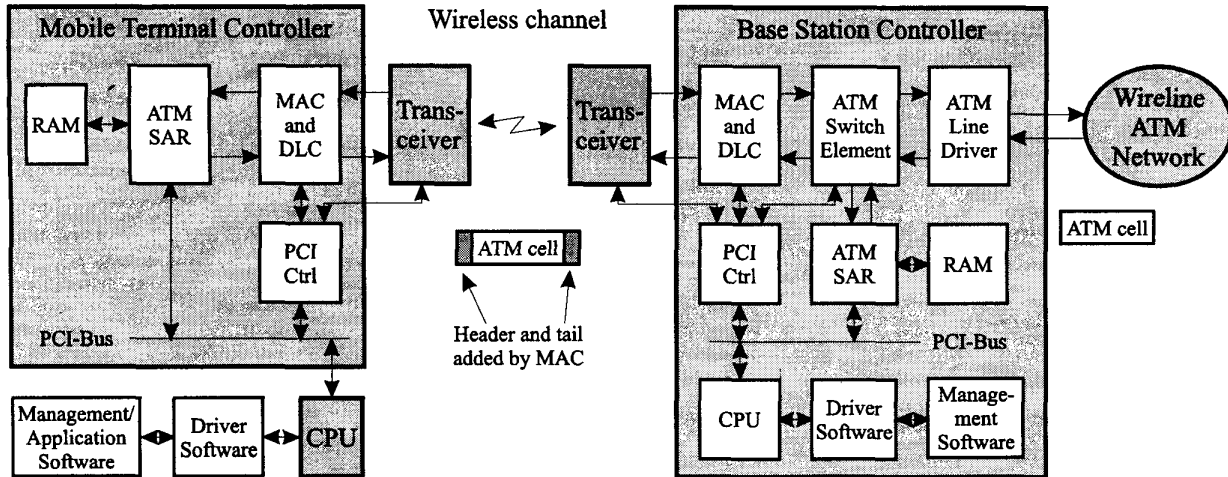 Mobile Terminal Controller
RAM
ATM
SAR
MAC
and
DLC
PCI
Ctrl
PCI-Bus
Management/
Application
Software
Driver
Software
CPU
Wireless channel
Trans-
ceiver
Trans-
ceiver
ATM cell
Header and tail
added by MAC
Base Station Controller
MAC
and
DLC
ATM
Switch
Element
ATM
Line
Driver
PCI
Ctrl
ATM
SAR
RAM
PCI-Bus
CPU
Driver
Software
Manage-
ment
Software
Wireline
ATM
Network
ATM cell